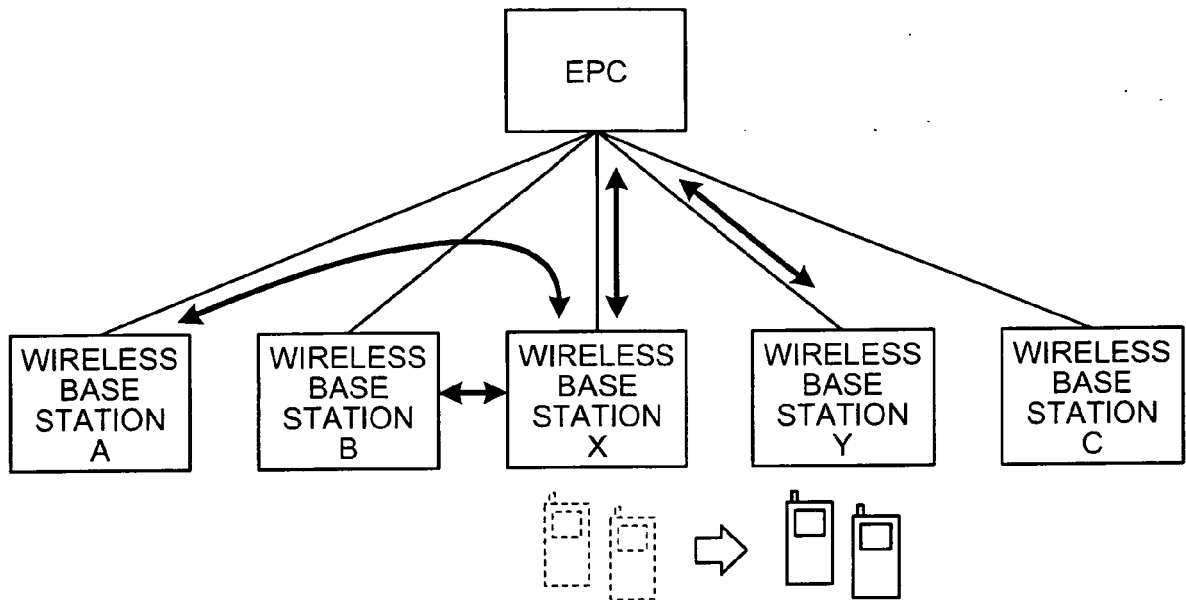 EPC
WIRELESS
BASE
STATION
A
WIRELESS
BASE
STATION
B
WIRELESS
BASE
STATION
X
WIRELESS
BASE
STATION
Y
WIRELESS
BASE
STATION
C